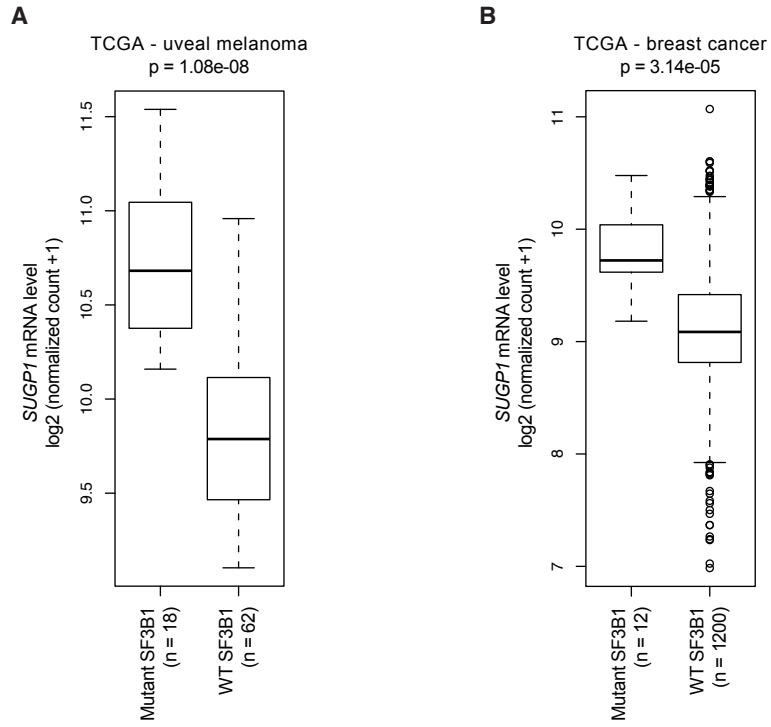 A
TCGA - uveal melanoma
p = 1.08e-08
SUGP1 mRNA level
log2 (normalized count +1)
11.5
11.0
10.5
10.0
9.5
Mutant SF3B1
(n = 18)
WT SF3B1
(n = 62)
B
TCGA - breast cancer
p = 3.14e-05
SUGP1 mRNA level
log2 (normalized count +1)
11
10
9
8
7
Mutant SF3B1
(n = 12)
WT SF3B1
(n = 1200)